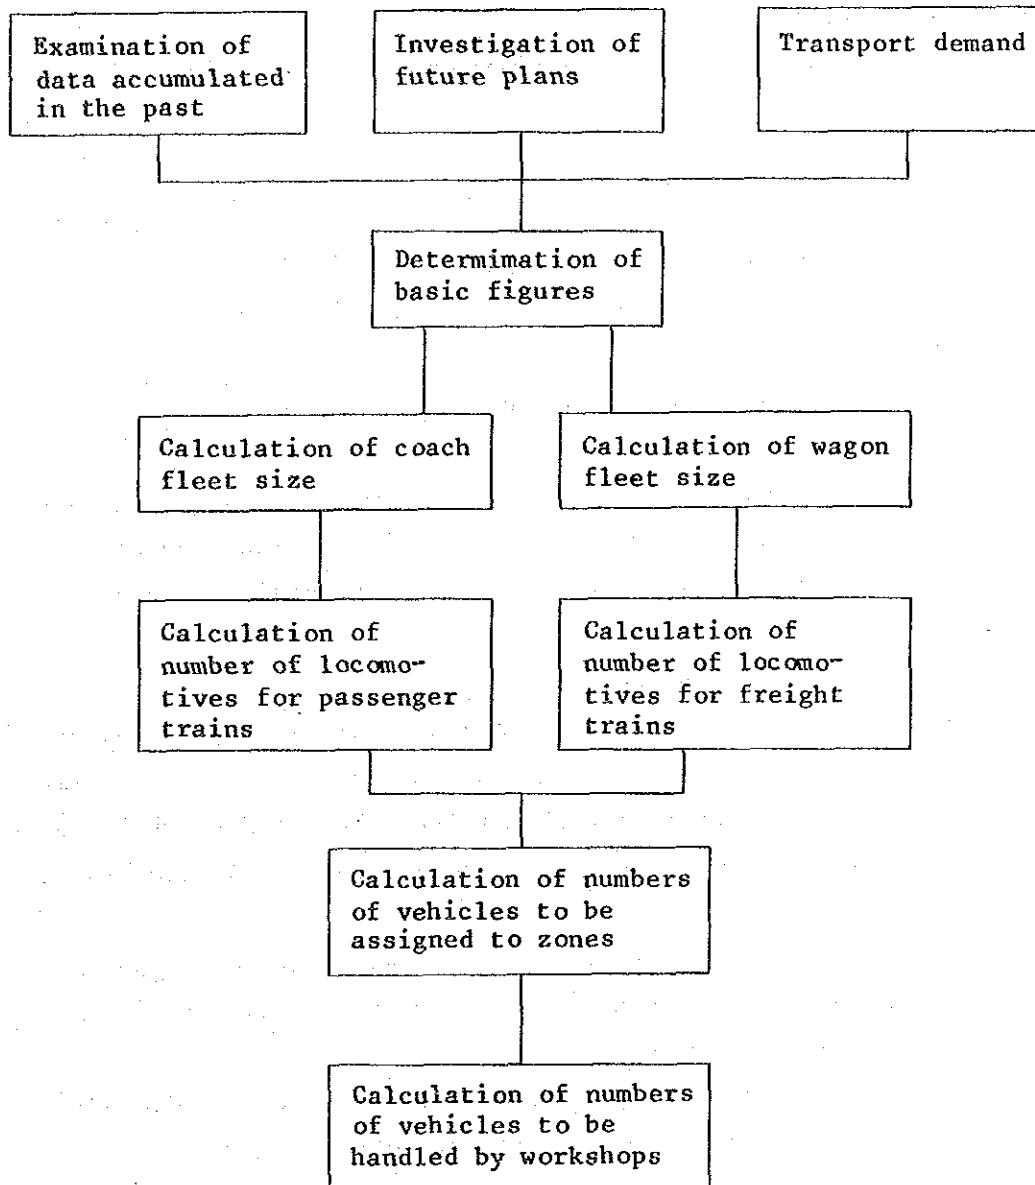 Examination of
data accumulated
in the past
Investigation of
future plans
Transport demand
Determimation of
basic figures
Calculation of coach
fleet size
Calculation of wagon
fleet size
Calculation of
number of locomo-
tives for passenger
trains
Calculation of
number of locomo-
tives for freight
trains
Calculation of numbers
of vehicles to be
assigned to zones
Calculation of numbers
of vehicles to be
handled by workshops